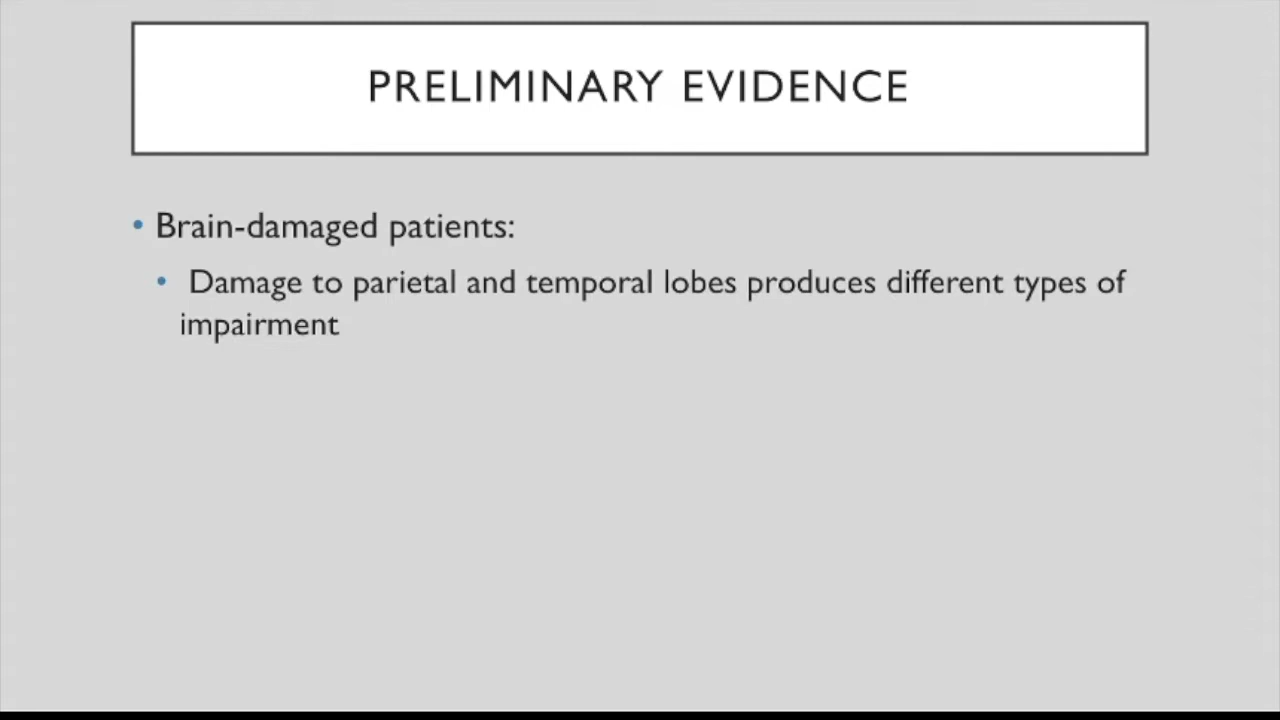 PRELIMINARY EVIDENCE
• Brain-damaged patients:
• Damage to parietal and temporal lobes produces different types of
impairment